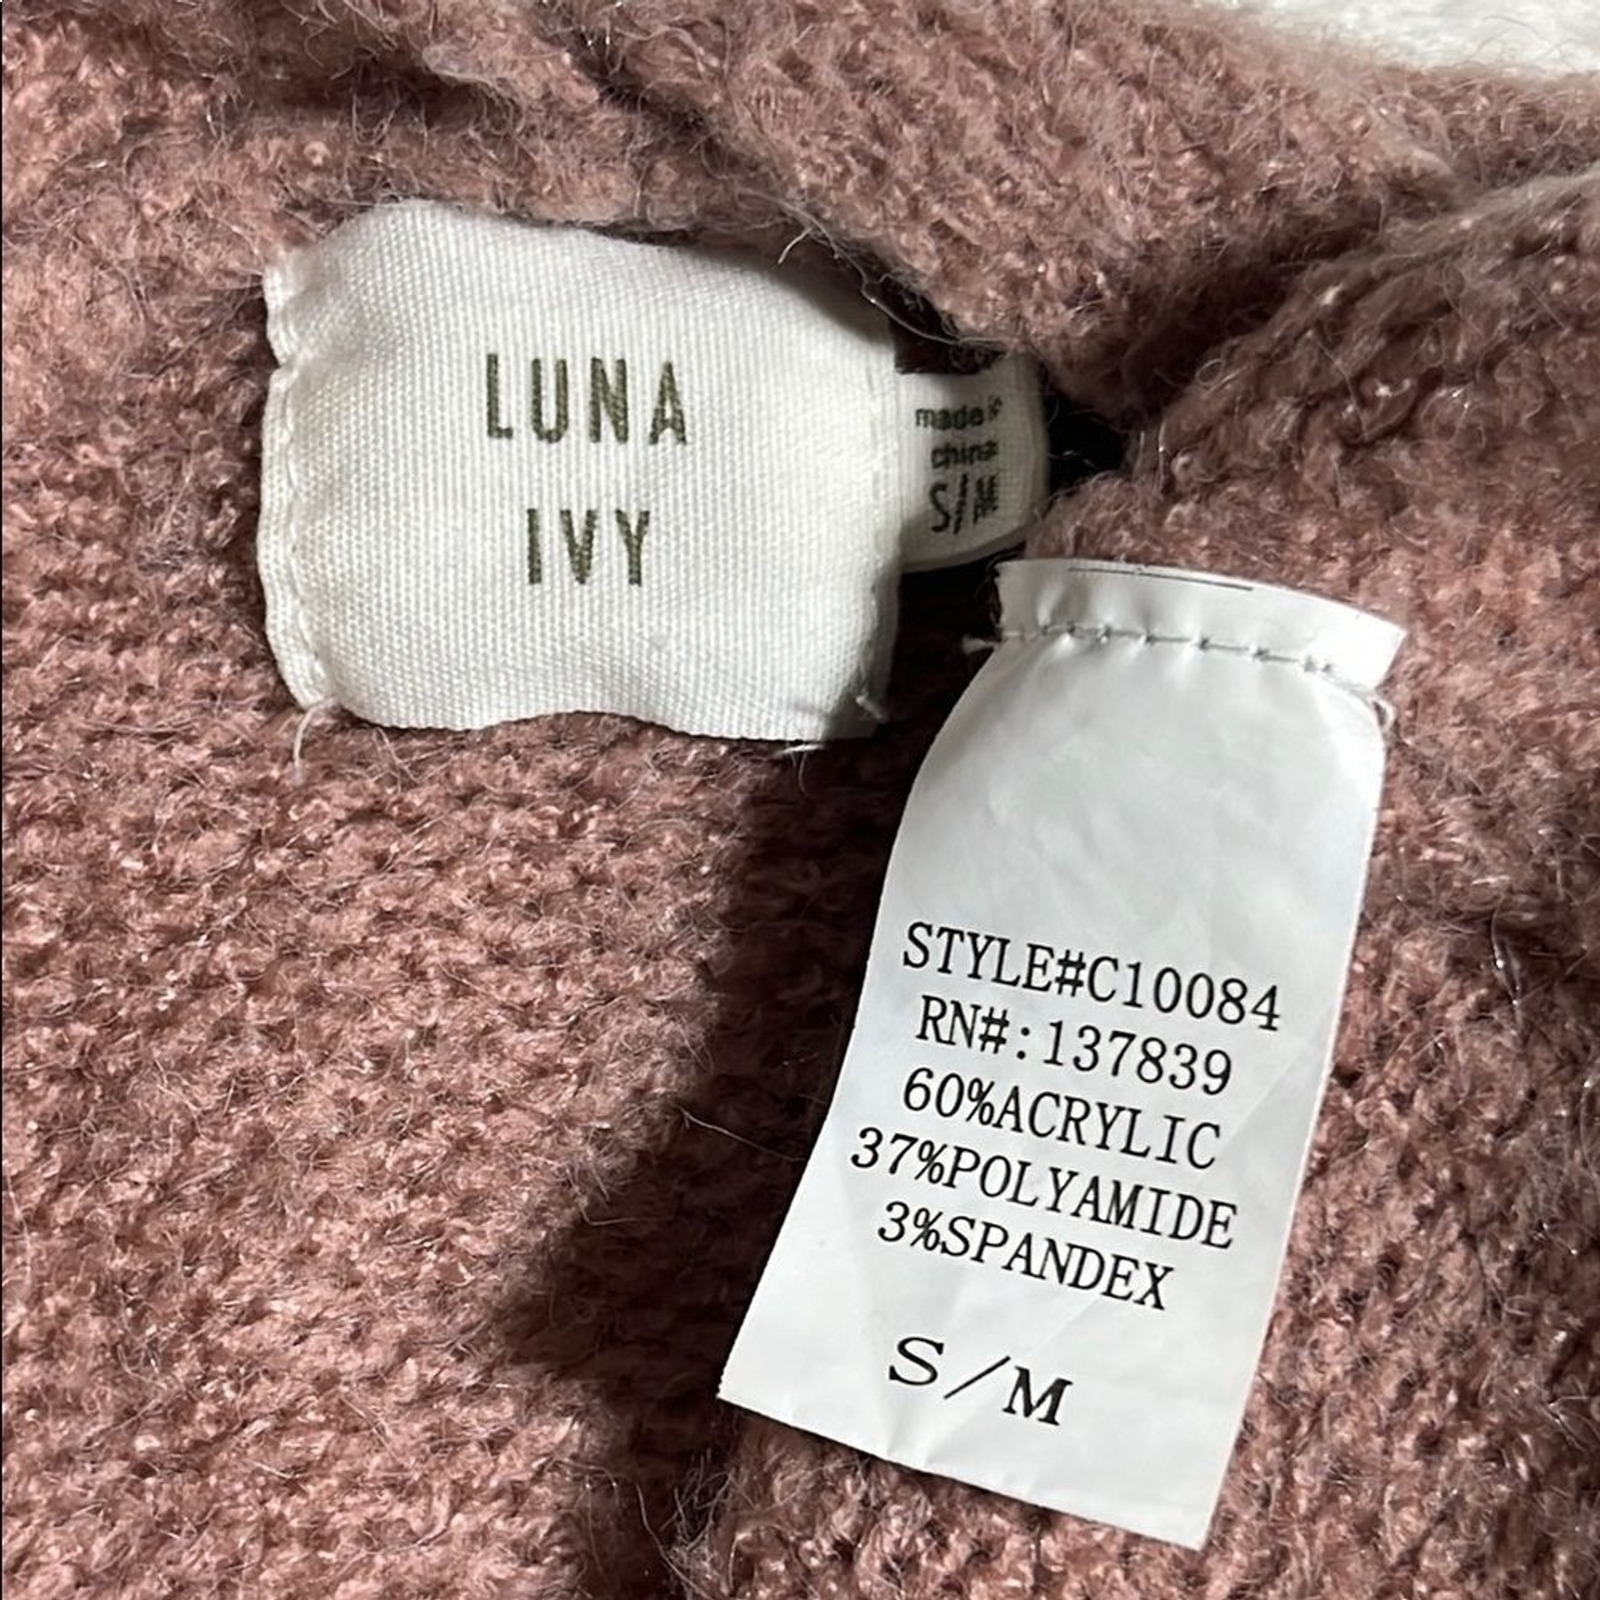 LUNA
IVY
made in
china
S/M
STYLE#C10084
RN#:137839
60%ACRYLIC
37%POLYAMIDE
3%SPANDEX
S/M